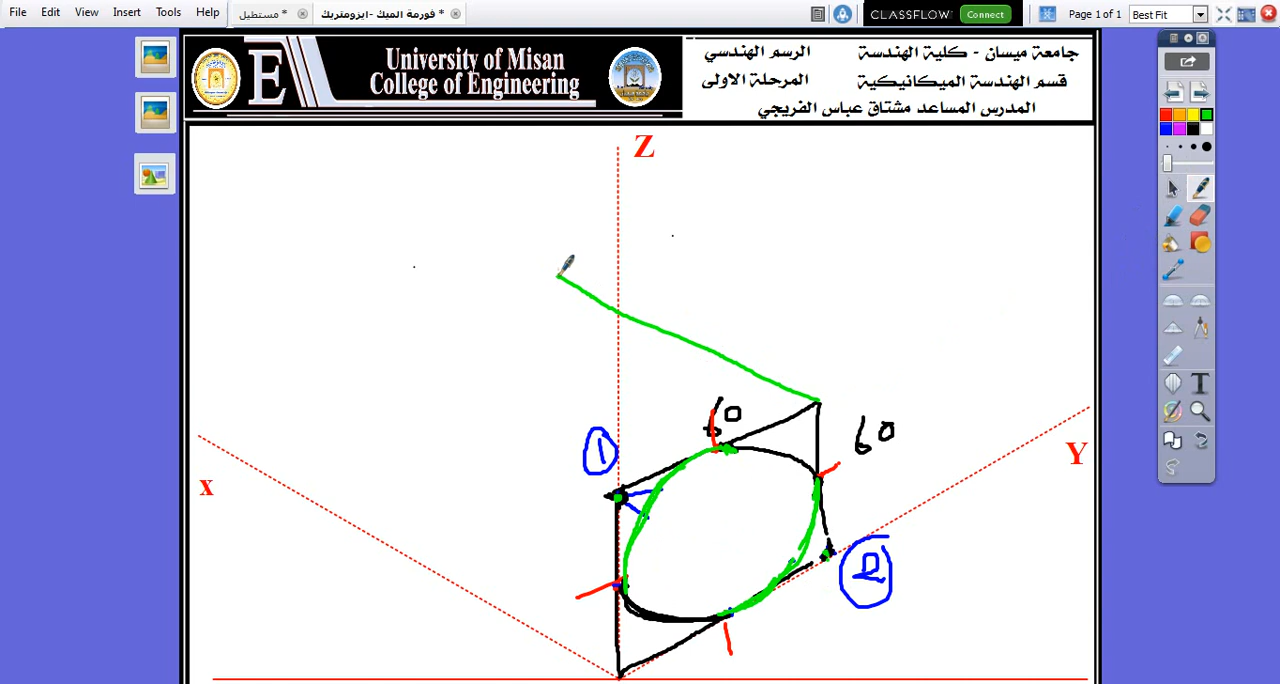 File Edit View Insert Tools Help
* مستطيل
* فورمة الميك -ايزومتريك
CLASSFLOW Connect
Page 1 of 1 Best Fit
E University of Misan
College of Engineering
جامعة ميسان - كلية الهندسة الرسم الهندسي
قسم الهندسة الميكانيكية المرحلة الاولى
المدرس المساعد مشتاق عباس الفريجي
Z
60
60
1
Y
x
2
T